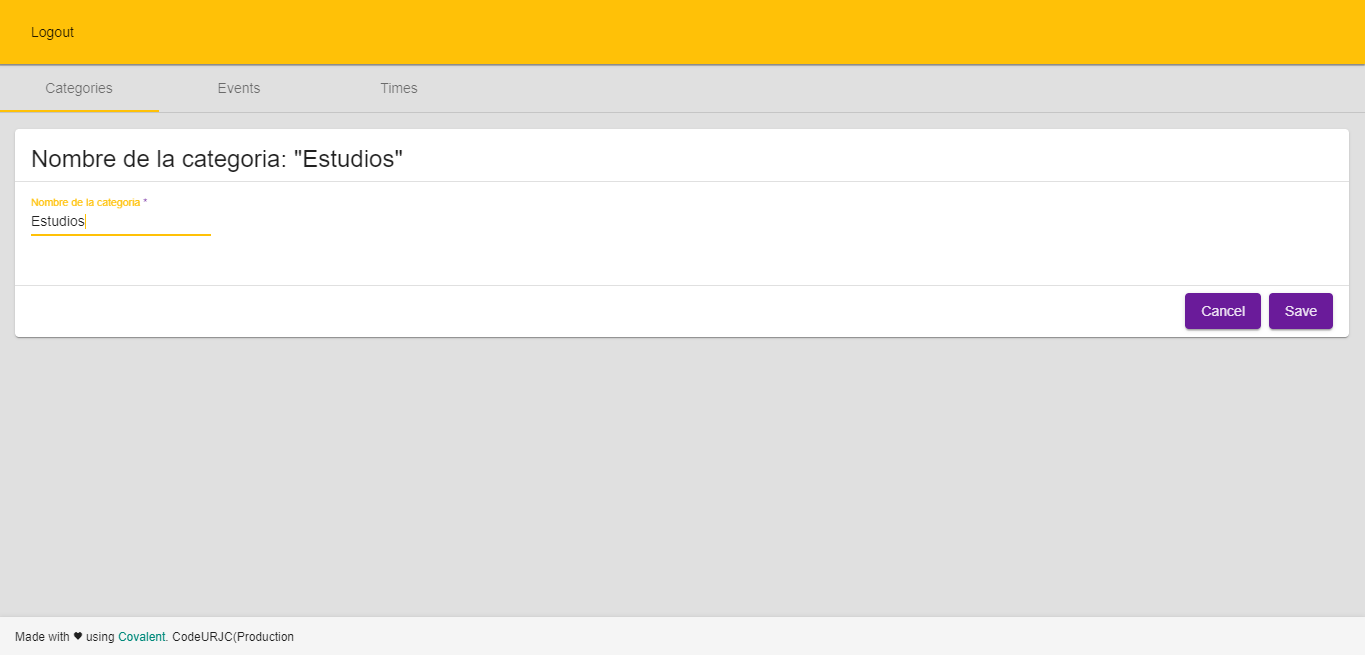 Logout
Categories Events Times
Nombre de la categoria: "Estudios"
Nombre de la categoria *
Estudios
Cancel Save
Made with ♥ using Covalent. CodeURJC(Production